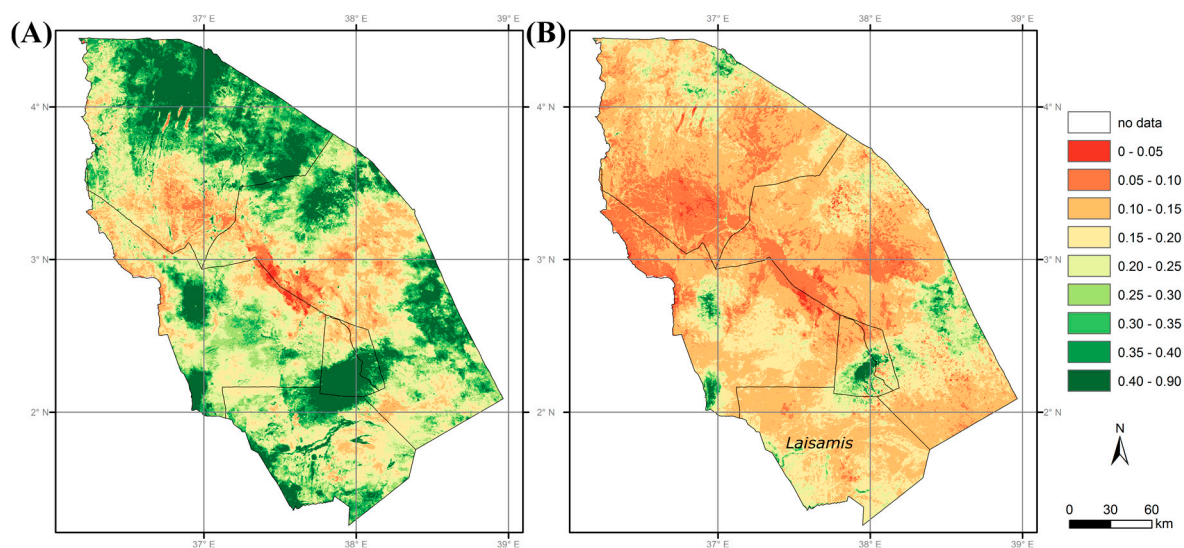 37° E 38° E 39° E 37° E 38° E 39° E
(A) (B)
4° N 4° N
3° N 3° N
2° N 2° N
Laisamis
37° E 38° E 39° E 37° E 38° E 39° E
no data
0 - 0.05
0.05 - 0.10
0.10 - 0.15
0.15 - 0.20
0.20 - 0.25
0.25 - 0.30
0.30 - 0.35
0.35 - 0.40
0.40 - 0.90
N
0 30 60
km